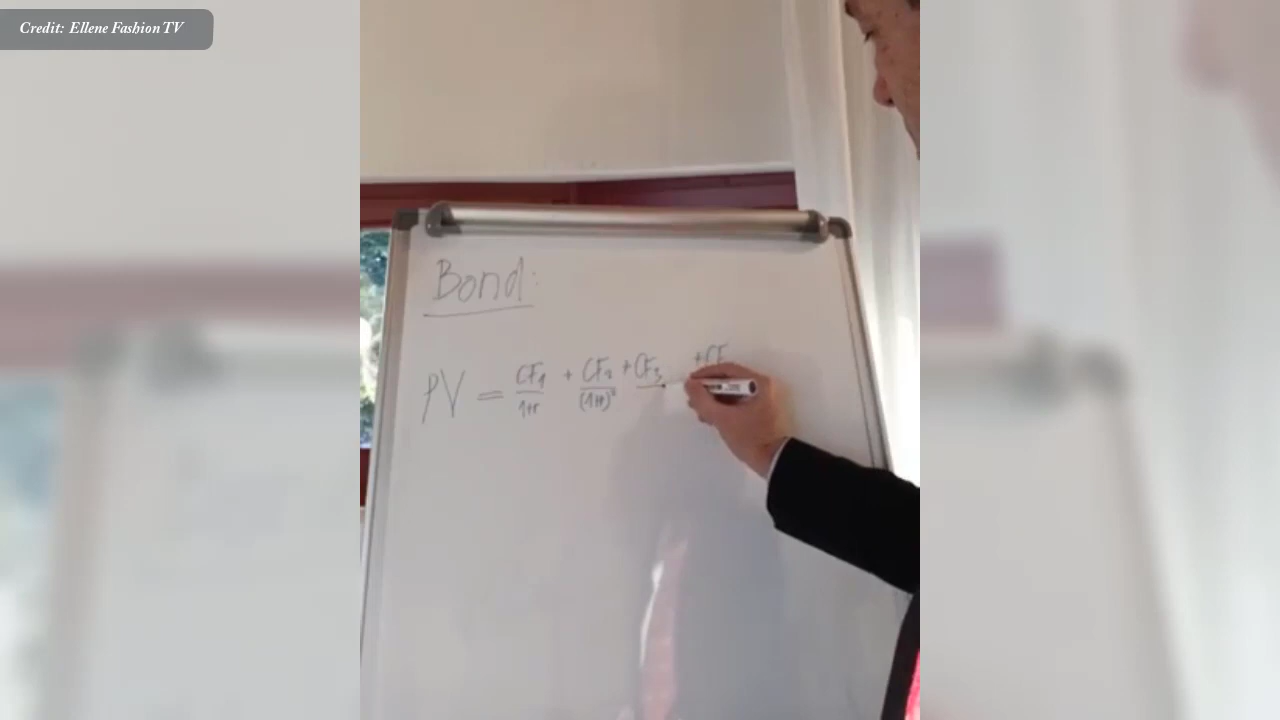 Credit: Ellene Fashion TV
Bond:
PV = CF1/1+r + CF2/(1+r)² + CF3 +CF